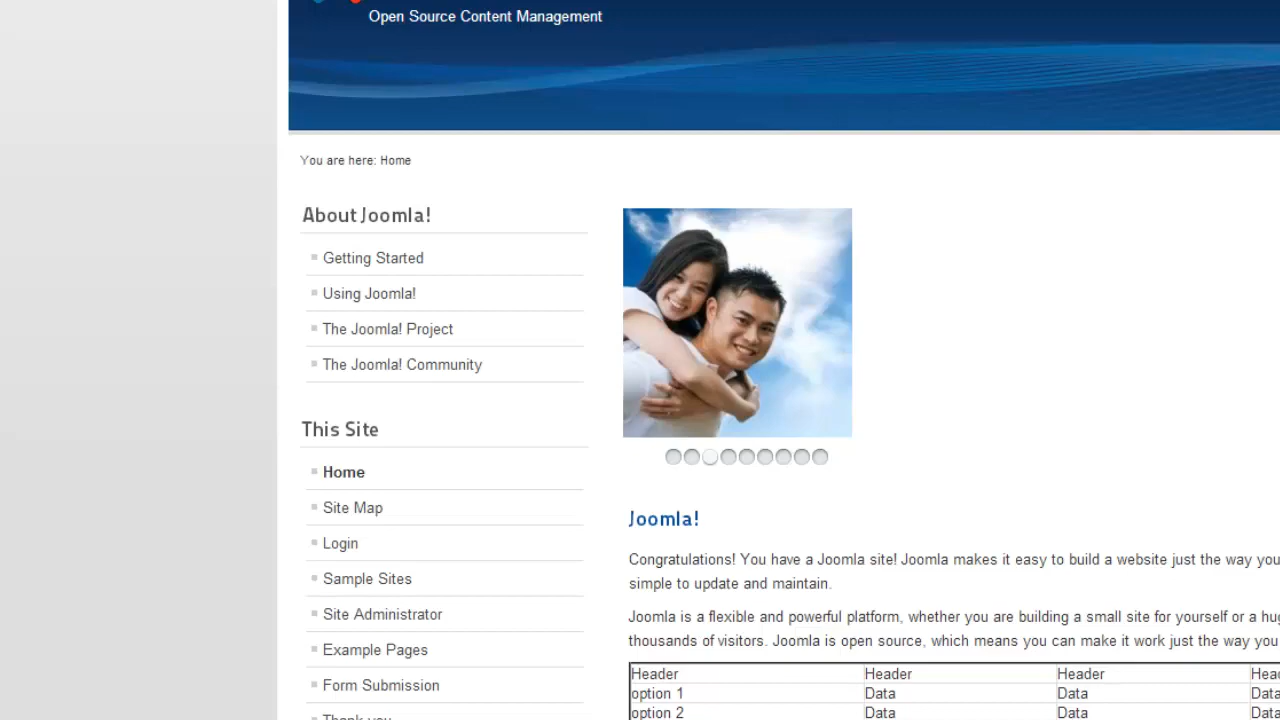 Open Source Content Management
You are here: Home
About Joomla!
Getting Started
Using Joomla!
The Joomla! Project
The Joomla! Community
This Site
Home
Site Map
Login
Sample Sites
Site Administrator
Example Pages
Form Submission
Thank you
Joomla!
Congratulations! You have a Joomla site! Joomla makes it easy to build a website just the way you
simple to update and maintain.
Joomla is a flexible and powerful platform, whether you are building a small site for yourself or a
thousands of visitors. Joomla is open source, which means you can make it work just the way you
Header Header Header
option 1 Data Data Data
option 2 Data Data Data